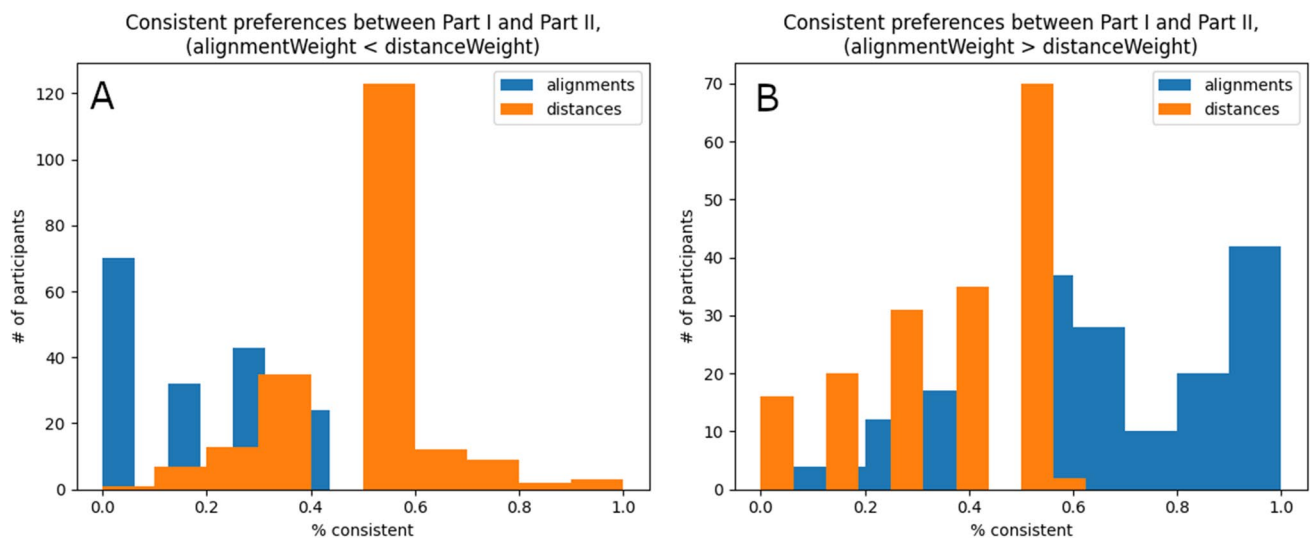 Consistent preferences between Part I and Part II,
(alignmentWeight < distanceWeight)
A
alignments
distances
120
100
80
60
40
20
0
# of participants
0.0 0.2 0.4 0.6 0.8 1.0
% consistent
Consistent preferences between Part I and Part II,
(alignmentWeight > distanceWeight)
B
alignments
distances
70
60
50
40
30
20
10
0
# of participants
0.0 0.2 0.4 0.6 0.8 1.0
% consistent